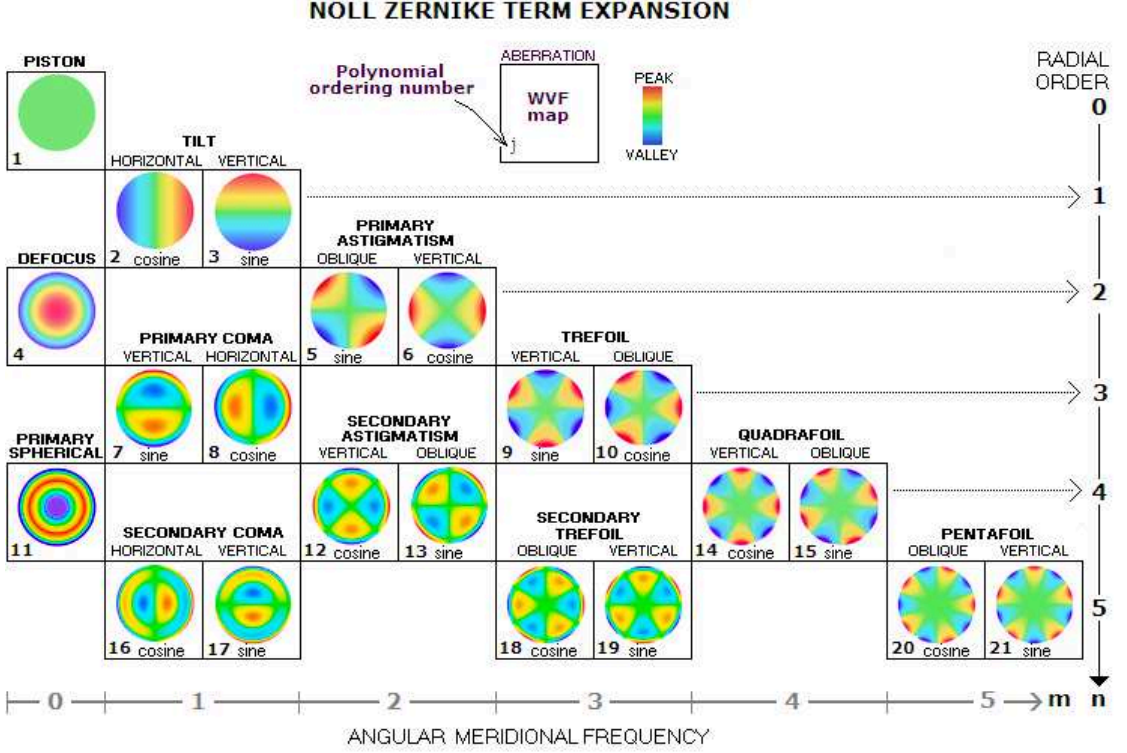 NOLL ZERNIKE TERM EXPANSION
PISTON
ABERRATION
Polynomial
ordering number
WVF
map
j
PEAK
VALLEY
RADIAL
ORDER
0
1
TILT
HORIZONTAL VERTICAL
2 cosine 3 sine
1
PRIMARY
ASTIGMATISM
OBLIQUE VERTICAL
DEFOCUS
4
5 sine 6 cosine
2
PRIMARY COMA
VERTICAL HORIZONTAL
7 sine 8 cosine
TREFOIL
VERTICAL OBLIQUE
9 sine 10 cosine
3
PRIMARY
SPHERICAL
11
SECONDARY
ASTIGMATISM
VERTICAL OBLIQUE
12 cosine 13 sine
QUADRAFOIL
VERTICAL OBLIQUE
14 cosine 15 sine
4
SECONDARY COMA
HORIZONTAL VERTICAL
16 cosine 17 sine
SECONDARY
TREFOIL
OBLIQUE VERTICAL
18 cosine 19 sine
PENTAFOIL
OBLIQUE VERTICAL
20 cosine 21 sine
5
0 1 2 3 4 5 m n
ANGULAR MERIDIONAL FREQUENCY